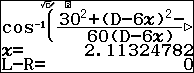 √▫/ D
cos⁻¹(30²+(D-6x)²-▷/60(D-6x)
x= 2.11324782
L-R= 0